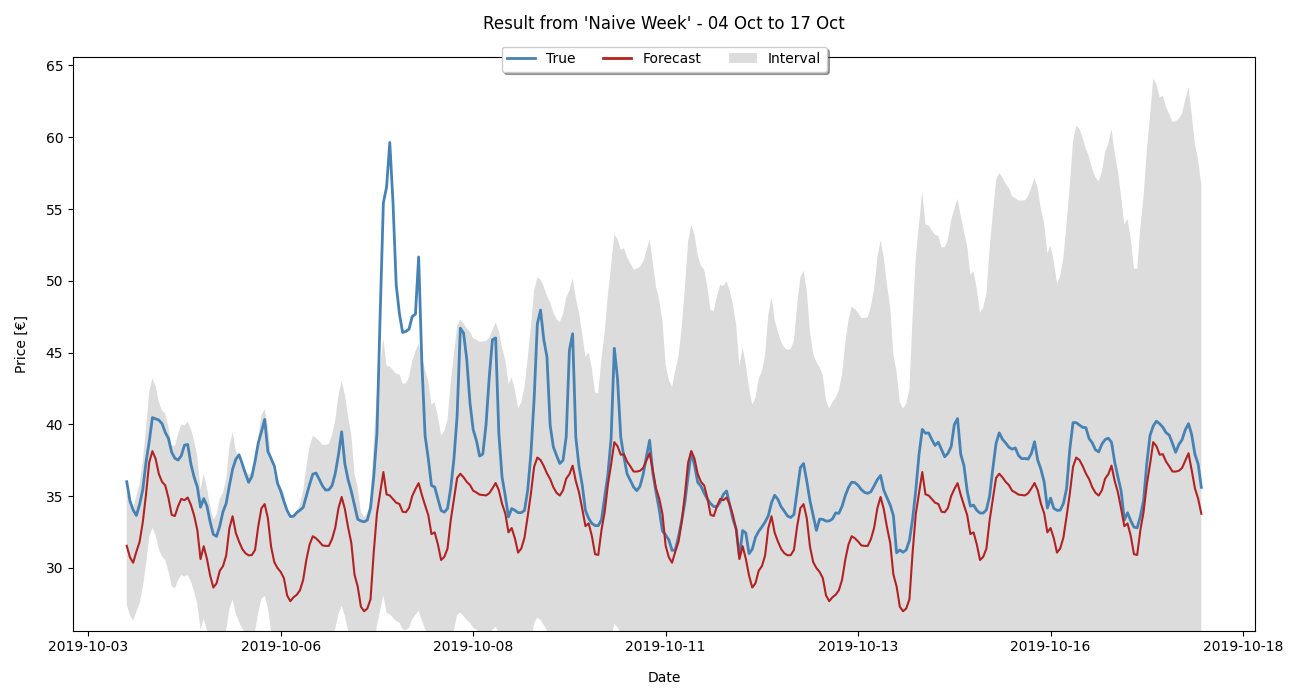 Result from 'Naive Week' - 04 Oct to 17 Oct
True Forecast Interval
65
60
55
50
45
40
35
30
Price [€]
2019-10-03 2019-10-06 2019-10-08 2019-10-11 2019-10-13 2019-10-16 2019-10-18
Date